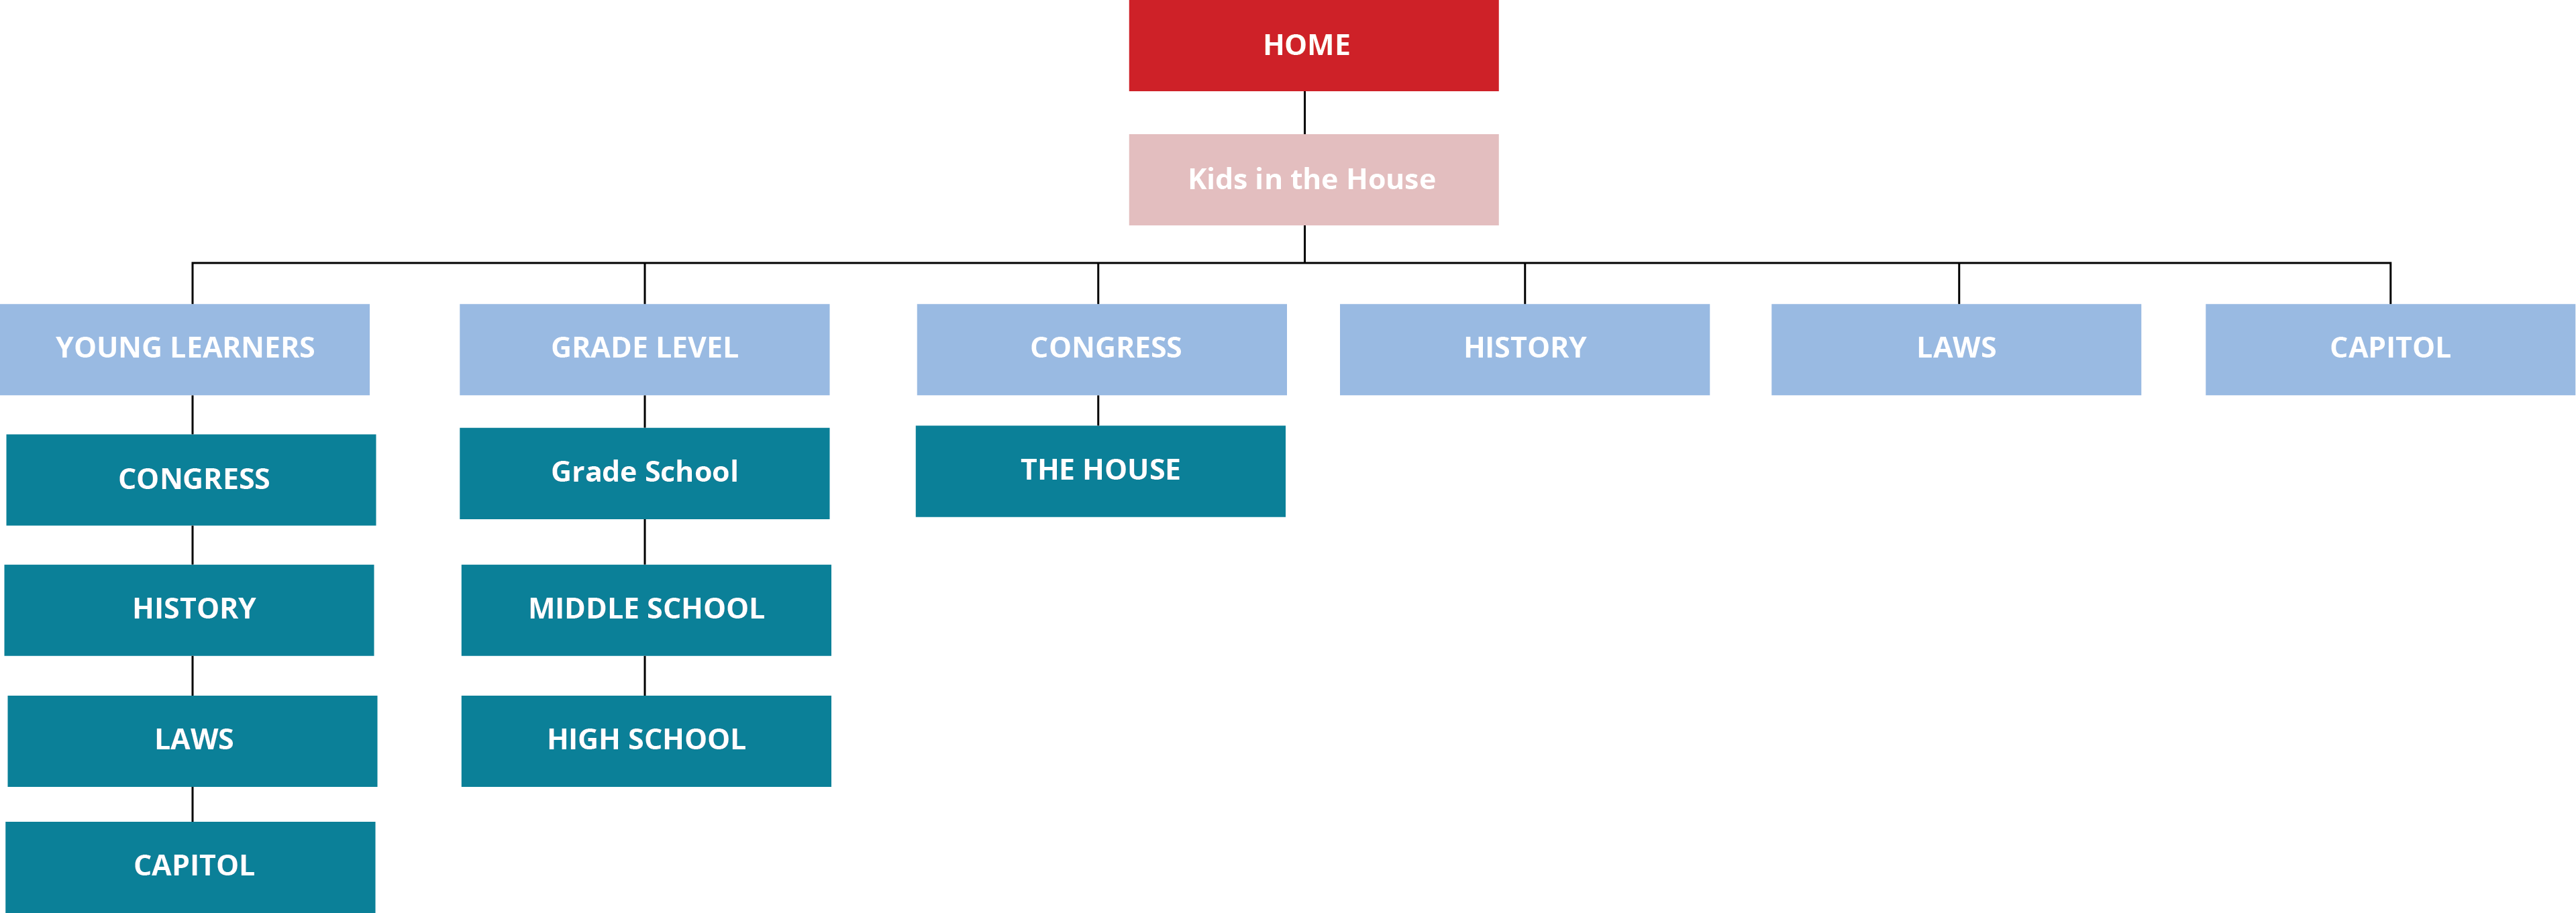 HOME
Kids in the House
YOUNG LEARNERS
GRADE LEVEL
CONGRESS
HISTORY
LAWS
CAPITOL
CONGRESS
Grade School
THE HOUSE
HISTORY
MIDDLE SCHOOL
LAWS
HIGH SCHOOL
CAPITOL